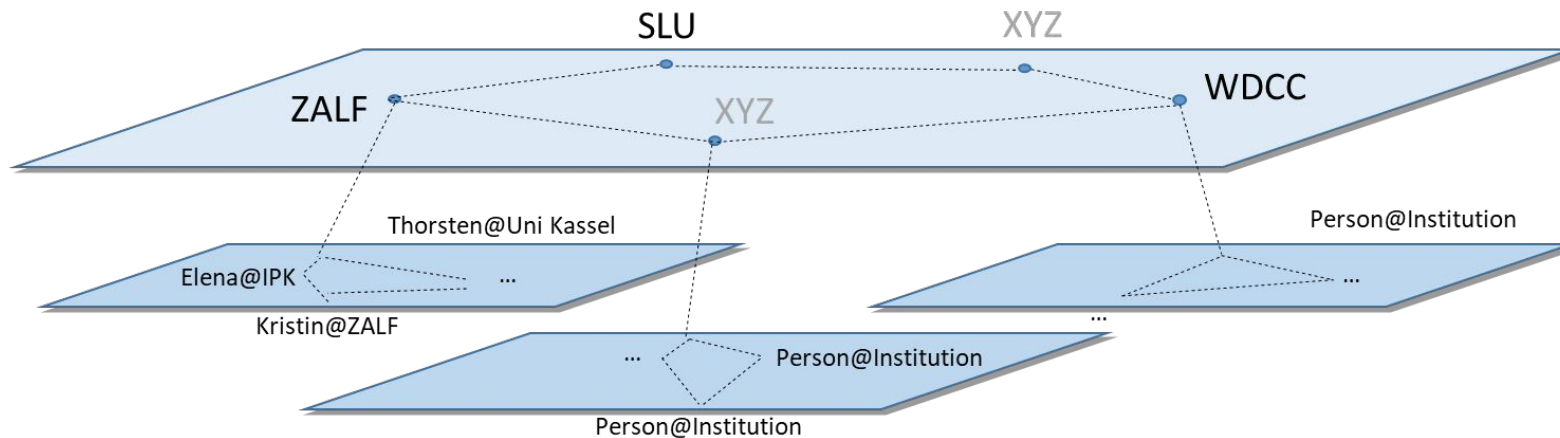 SLU
XYZ
ZALF
XYZ
WDCC
Thorsten@Uni Kassel
Person@Institution
Elena@IPK
...
...
Kristin@ZALF
...
...
Person@Institution
Person@Institution